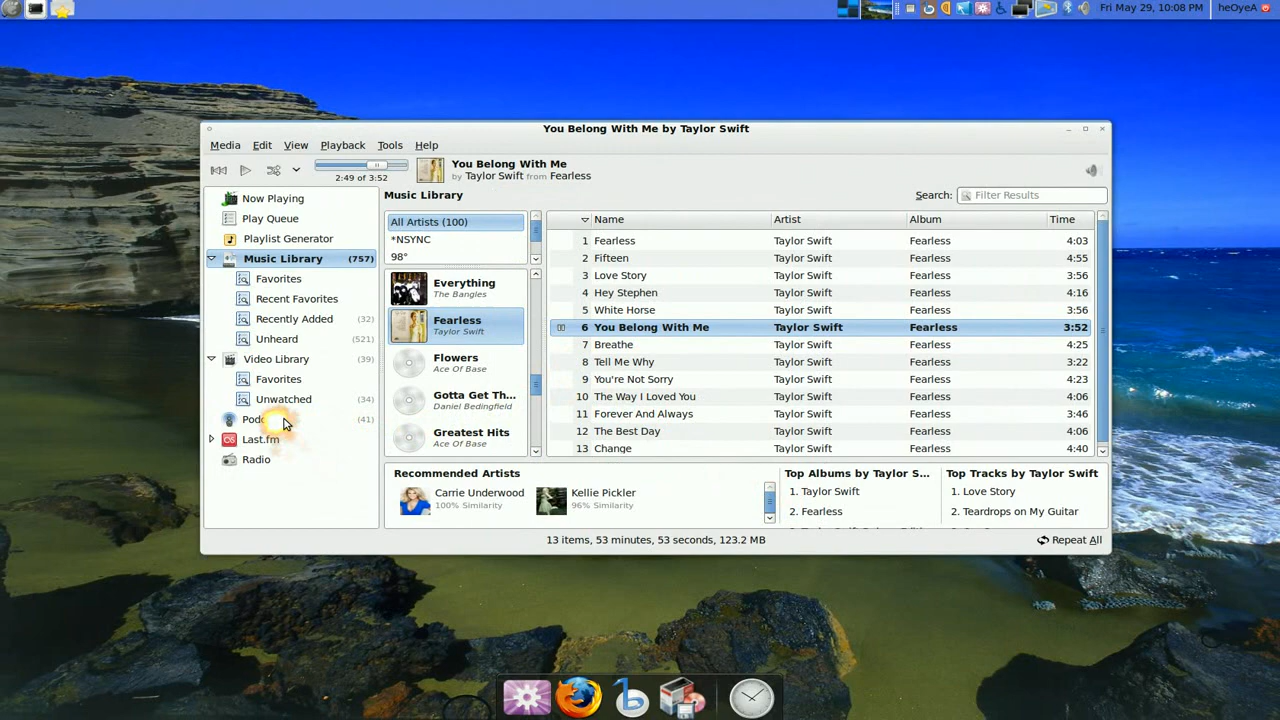 Fri May 29, 10:08 PM heOyeA
You Belong With Me by Taylor Swift
Media Edit View Playback Tools Help
2:49 of 3:52
You Belong With Me
by Taylor Swift from Fearless
Now Playing
Play Queue
Playlist Generator
Music Library (757)
Favorites
Recent Favorites
Recently Added (32)
Unheard (521)
Video Library (39)
Favorites
Unwatched (34)
(41)
Last.fm
Radio
Music Library
Search: Filter Results
All Artists (100)
*NSYNC
98°
Everything
The Bangles
Fearless
Taylor Swift
Flowers
Ace Of Base
Gotta Get Th...
Daniel Bedingfield
Greatest Hits
Ace Of Base
Name Artist Album Time
1 Fearless Taylor Swift Fearless 4:03
2 Fifteen Taylor Swift Fearless 4:55
3 Love Story Taylor Swift Fearless 3:56
4 Hey Stephen Taylor Swift Fearless 4:16
5 White Horse Taylor Swift Fearless 3:56
6 You Belong With Me Taylor Swift Fearless 3:52
7 Breathe Taylor Swift Fearless 4:25
8 Tell Me Why Taylor Swift Fearless 3:22
9 You're Not Sorry Taylor Swift Fearless 4:23
10 The Way I Loved You Taylor Swift Fearless 4:06
11 Forever And Always Taylor Swift Fearless 3:46
12 The Best Day Taylor Swift Fearless 4:06
13 Change Taylor Swift Fearless 4:40
Recommended Artists
Carrie Underwood
100% Similarity
Kellie Pickler
96% Similarity
Top Albums by Taylor S...
1. Taylor Swift
2. Fearless
Top Tracks by Taylor Swift
1. Love Story
2. Teardrops on My Guitar
13 items, 53 minutes, 53 seconds, 123.2 MB
Repeat All